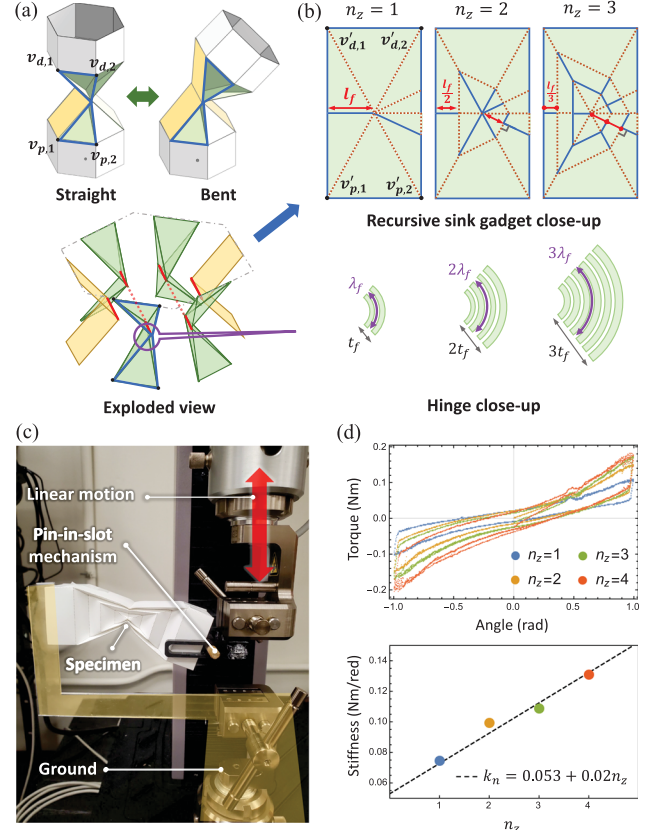 (a)
v_{d,1}
v_{d,2}
v_{p,1}
v_{p,2}
Straight
Bent
Exploded view
(b)
n_z = 1
n_z = 2
n_z = 3
v'_{d,1}
v'_{d,2}
l_f
l_f/2
l_f/3
v'_{p,1}
v'_{p,2}
Recursive sink gadget close-up
λ_f
2λ_f
3λ_f
t_f
2t_f
3t_f
Hinge close-up
(c)
Linear motion
Pin-in-slot
mechanism
Specimen
Ground
(d)
Torque (Nm)
0.2
0.1
0.0
-0.1
-0.2
n_z=1
n_z=3
n_z=2
n_z=4
-1.0
-0.5
0.0
0.5
1.0
Angle (rad)
Stiffness (Nm/red)
0.14
0.12
0.10
0.08
0.06
k_n = 0.053 + 0.02n_z
1
2
3
4
n_z